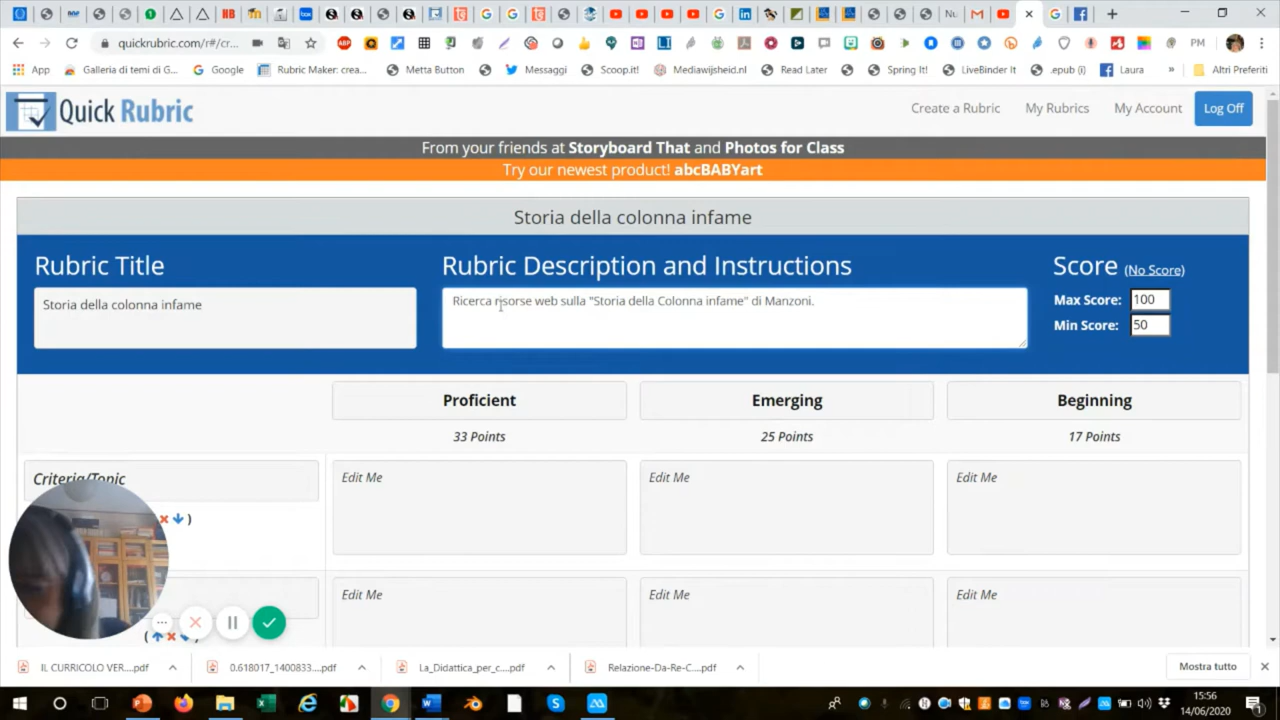 HB
box
Nu
quickrubric.com/r#/cr...
ABP
PM
App
Galleria di temi di G...
Google
Rubric Maker: crea...
Metta Button
Messaggi
Scoop.it!
Mediawijsheid.nl
Read Later
Spring It!
LiveBinder It
.epub (i)
Laura
»
Altri Preferiti
Quick Rubric
Create a Rubric
My Rubrics
My Account
Log Off
From your friends at Storyboard That and Photos for Class
Try our newest product! abcBABYart
Storia della colonna infame
Rubric Title
Rubric Description and Instructions
Score (No Score)
Storia della colonna infame
Ricerca risorse web sulla "Storia della Colonna infame" di Manzoni.
Max Score: 100
Min Score: 50
Proficient
Emerging
Beginning
33 Points
25 Points
17 Points
Criteria/Topic
Edit Me
Edit Me
Edit Me
Edit Me
Edit Me
Edit Me
IL CURRICOLO VER....pdf
0.618017_1400833....pdf
La_Didattica_per_c....pdf
Relazione-Da-Re-C....pdf
Mostra tutto
15:56
14/06/2020